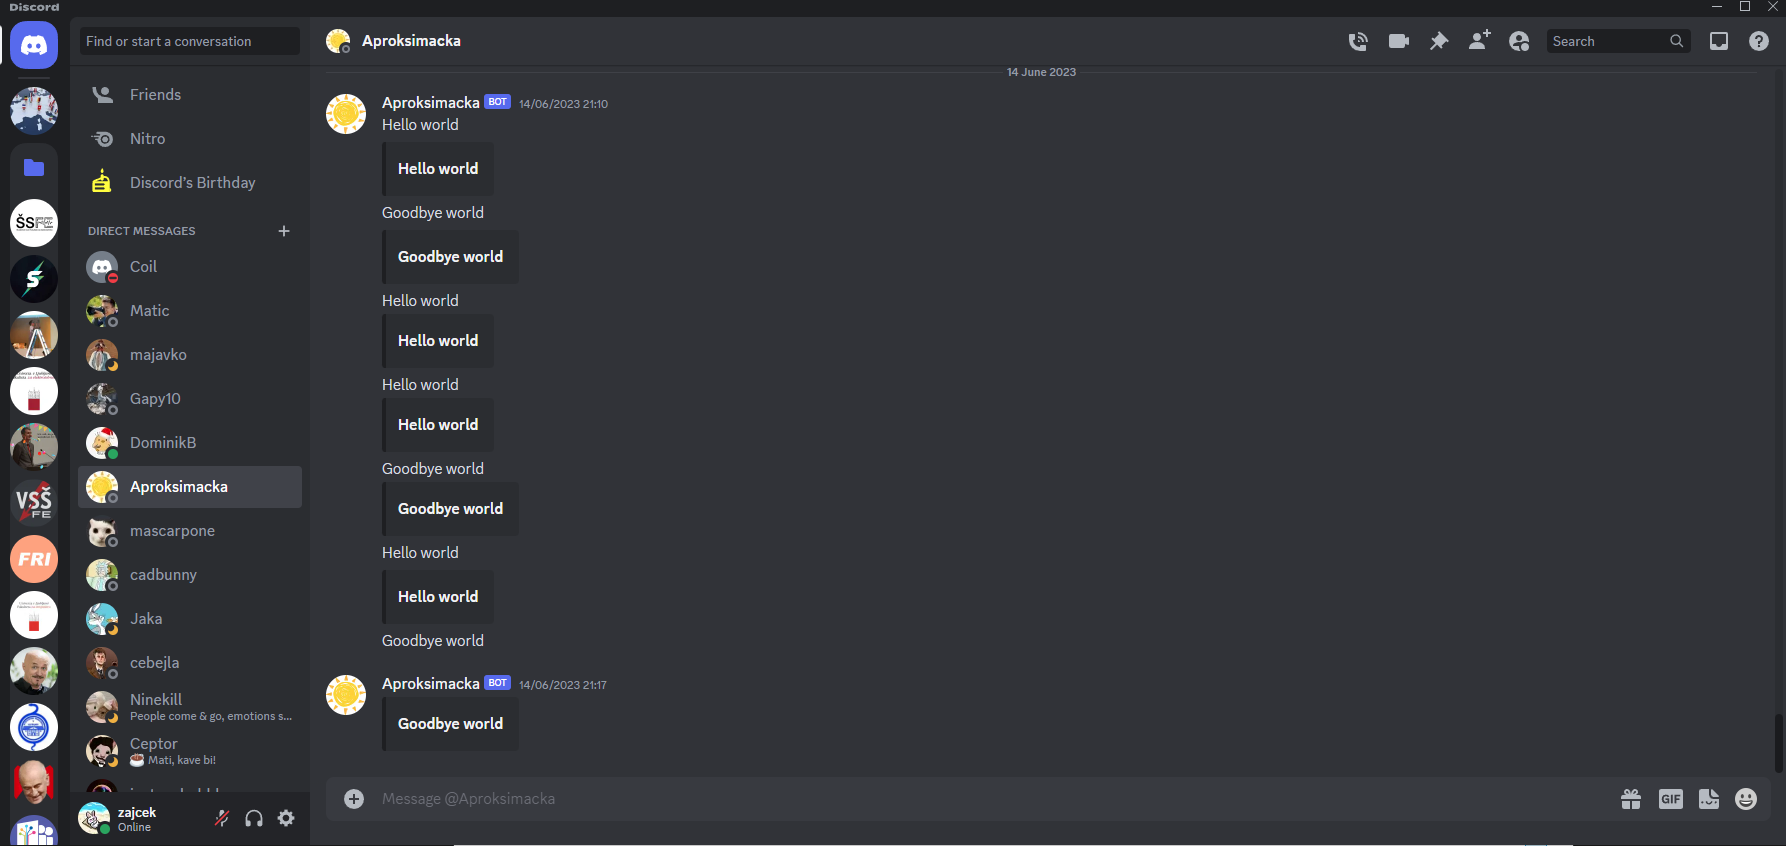 Discord
Find or start a conversation
Friends
Nitro
Discord's Birthday
DIRECT MESSAGES
Coil
Matic
majavko
Gapy10
DominikB
Aproksimacka
mascarpone
cadbunny
Jaka
cebejla
Ninekill
People come & go, emotions s...
Ceptor
Mati, kave bi!
zajcek
Online
ŠS
VSŠ
FE
FRI
Aproksimacka
Search
14 June 2023
Aproksimacka BOT 14/06/2023 21:10
Hello world
Hello world
Goodbye world
Goodbye world
Hello world
Hello world
Hello world
Hello world
Goodbye world
Goodbye world
Hello world
Hello world
Goodbye world
Aproksimacka BOT 14/06/2023 21:17
Goodbye world
Message @Aproksimacka
GIF